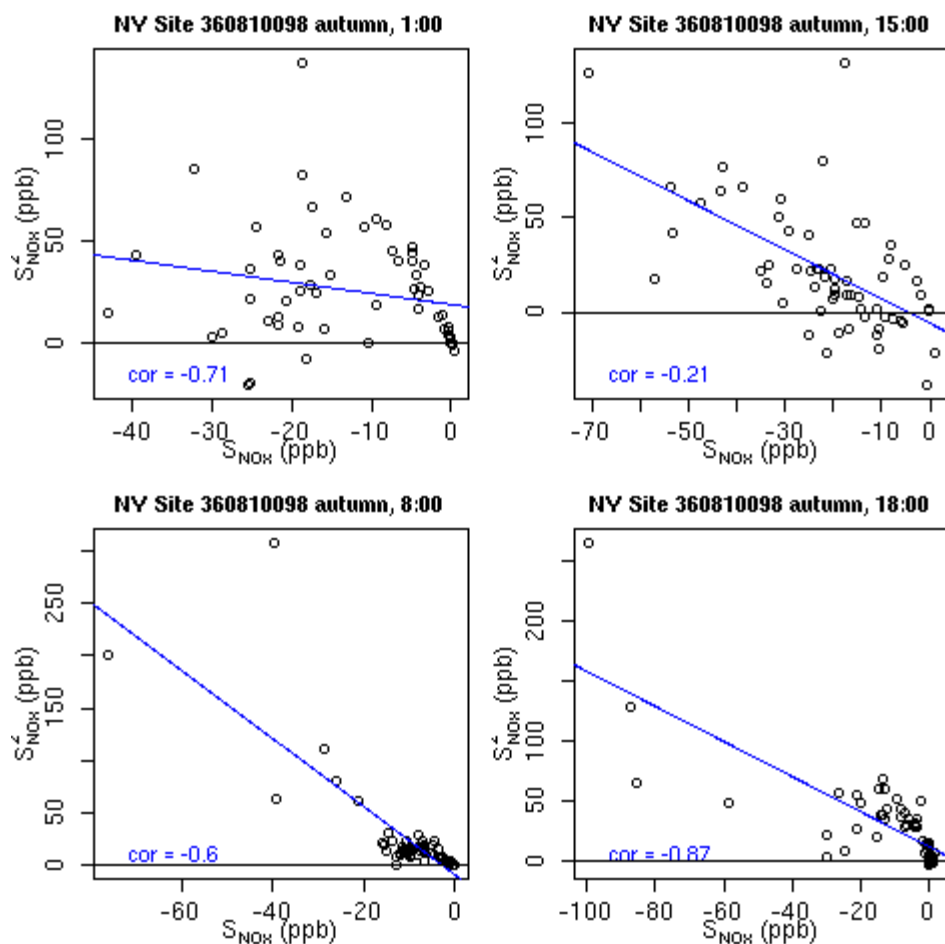 NY Site 360810098 autumn, 1:00
S²NOx (ppb)
100
50
0
cor = -0.71
-40 -30 -20 -10 0
SNOx (ppb)
NY Site 360810098 autumn, 15:00
S²NOx (ppb)
100
50
0
cor = -0.21
-70 -50 -30 -10 0
SNOx (ppb)
NY Site 360810098 autumn, 8:00
S²NOx (ppb)
250
150
50
0
cor = -0.6
-60 -40 -20 0
SNOx (ppb)
NY Site 360810098 autumn, 18:00
S²NOx (ppb)
200
100
50
0
cor = -0.87
-100 -80 -60 -40 -20 0
SNOx (ppb)